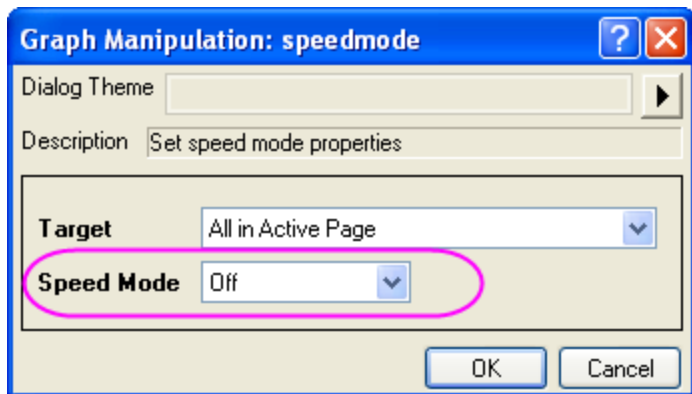 Graph Manipulation: speedmode ?
Dialog Theme
Description Set speed mode properties
Target All in Active Page
Speed Mode Off
OK Cancel